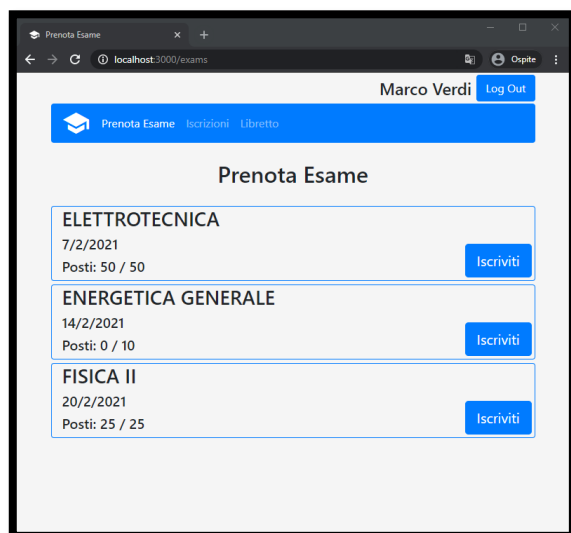 Prenota Esame
localhost:3000/exams
Ospite
Marco Verdi Log Out
Prenota Esame Iscrizioni Libretto
Prenota Esame
ELETTROTECNICA
7/2/2021
Posti: 50 / 50
Iscriviti
ENERGETICA GENERALE
14/2/2021
Posti: 0 / 10
Iscriviti
FISICA II
20/2/2021
Posti: 25 / 25
Iscriviti